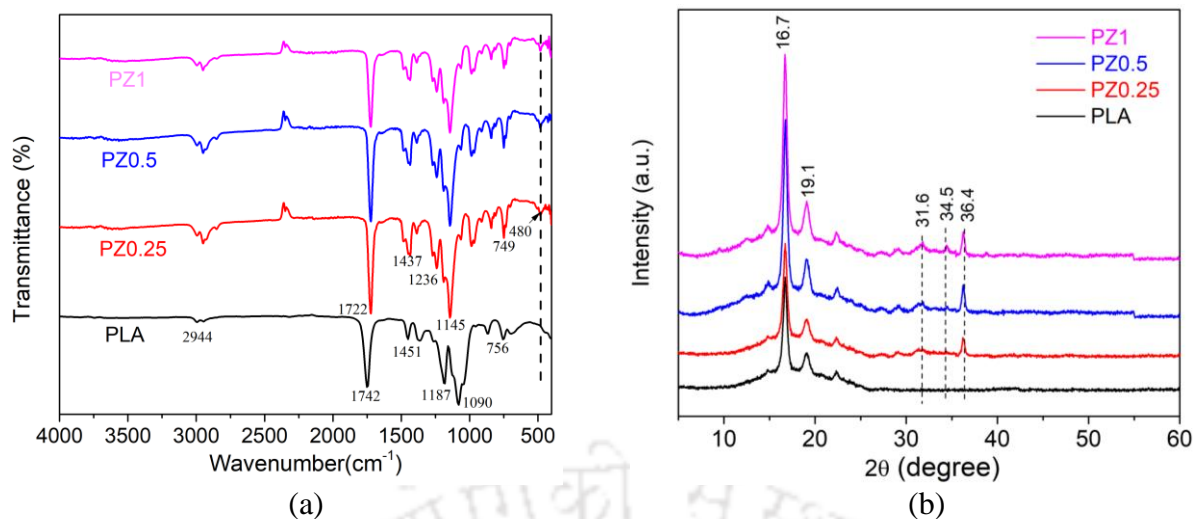 PZ1
PZ0.5
PZ0.25
PLA
2944
1742
1722
1451
1437
1236
1187
1145
1090
756
749
480
Transmittance (%)
4000 3500 3000 2500 2000 1500 1000 500
Wavenumber(cm⁻¹)
(a)
16.7
19.1
31.6
34.5
36.4
PZ1
PZ0.5
PZ0.25
PLA
Intensity (a.u.)
10 20 30 40 50 60
2θ (degree)
(b)